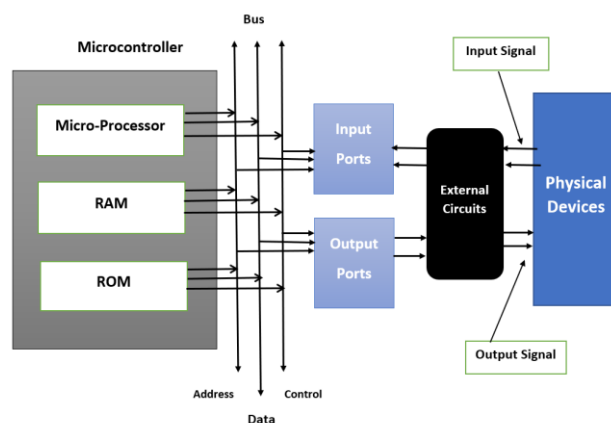 Bus
Microcontroller
Input Signal
Micro-Processor
Input
Ports
RAM
External
Circuits
Physical
Devices
Output
Ports
ROM
Output Signal
Address
Control
Data